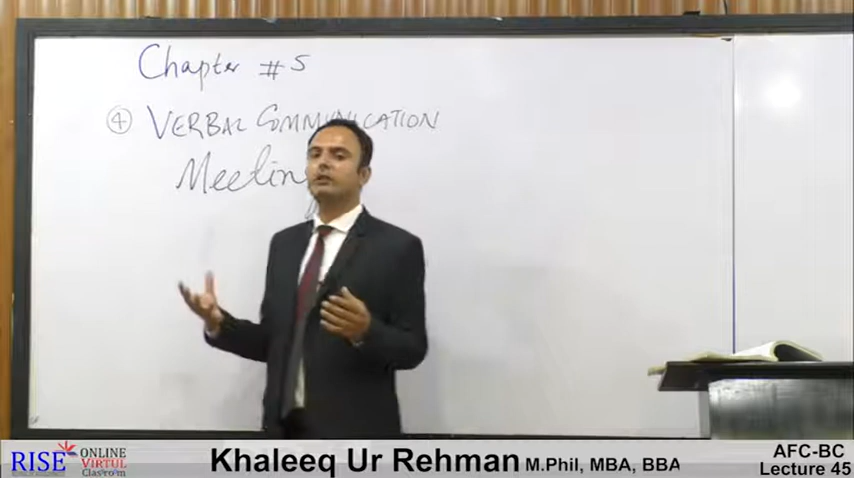 Chapter # 5
④ VERBAL COMMUNICATION
Meeting
RISE ONLINE
VIRTUL
Classroom
Khaleeq Ur Rehman M.Phil, MBA, BBA
AFC-BC
Lecture 45